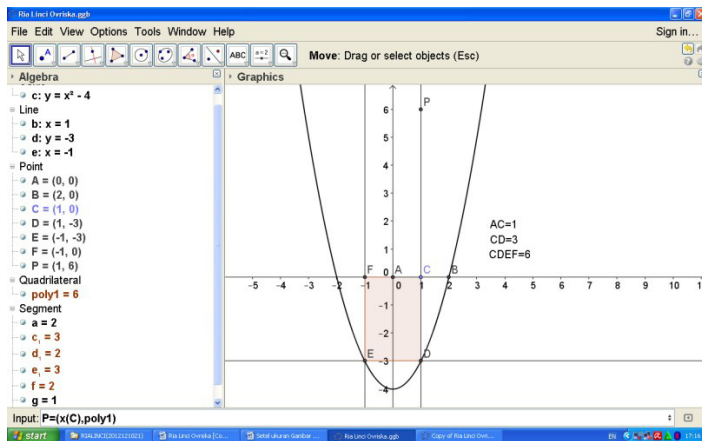 Ria Linci Ovriska.ggb
File Edit View Options Tools Window Help
Sign in...
ABC
a=2
Move: Drag or select objects (Esc)
Algebra
Graphics
c: y = x² - 4
Line
b: x = 1
d: y = -3
e: x = -1
Point
A = (0, 0)
B = (2, 0)
C = (1, 0)
D = (1, -3)
E = (-1, -3)
F = (-1, 0)
P = (1, 6)
Quadrilateral
poly1 = 6
Segment
a = 2
c₁ = 3
d₁ = 2
e₁ = 3
f = 2
g = 1
6
P
5
4
3
2
1
AC=1
CD=3
CDEF=6
0
F A C B
-5 -4 -3 -2 -1 0 1 2 3 4 5 6 7 8 9 10 1
-1
-2
E -3 D
-4
Input: P=(x(C),poly1)
start
RIALINCI(2012121021)
Ria Linci Ovriska [Co...
Setel ukuran Gambar ...
Ria Linci Ovriska.ggb
Copy of Ria Linci Ovri...
EN
17:16